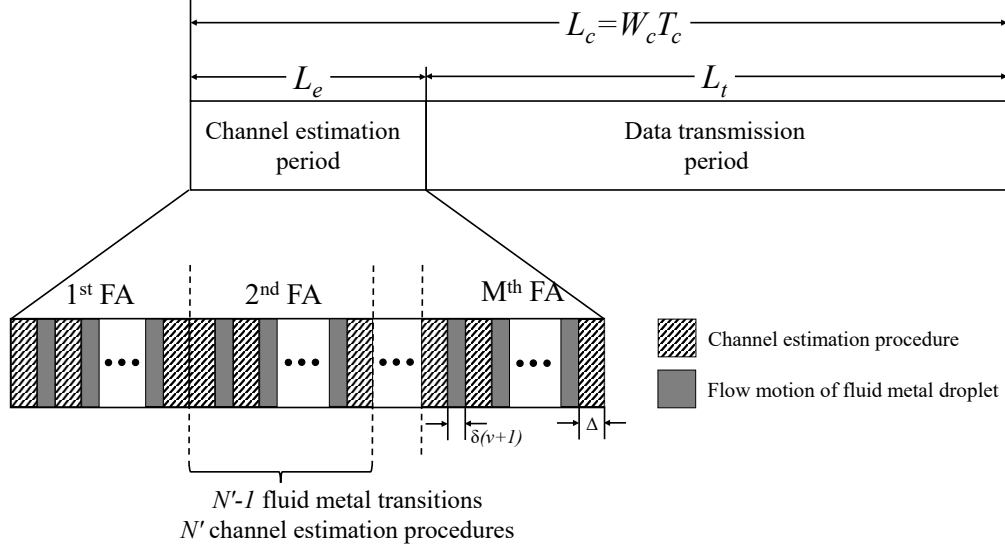 L_c=W_cT_c
L_e
L_t
Channel estimation
period
Data transmission
period
1st FA
2nd FA
Mth FA
Channel estimation procedure
Flow motion of fluid metal droplet
δ(v+1)
Δ
N'-1 fluid metal transitions
N' channel estimation procedures